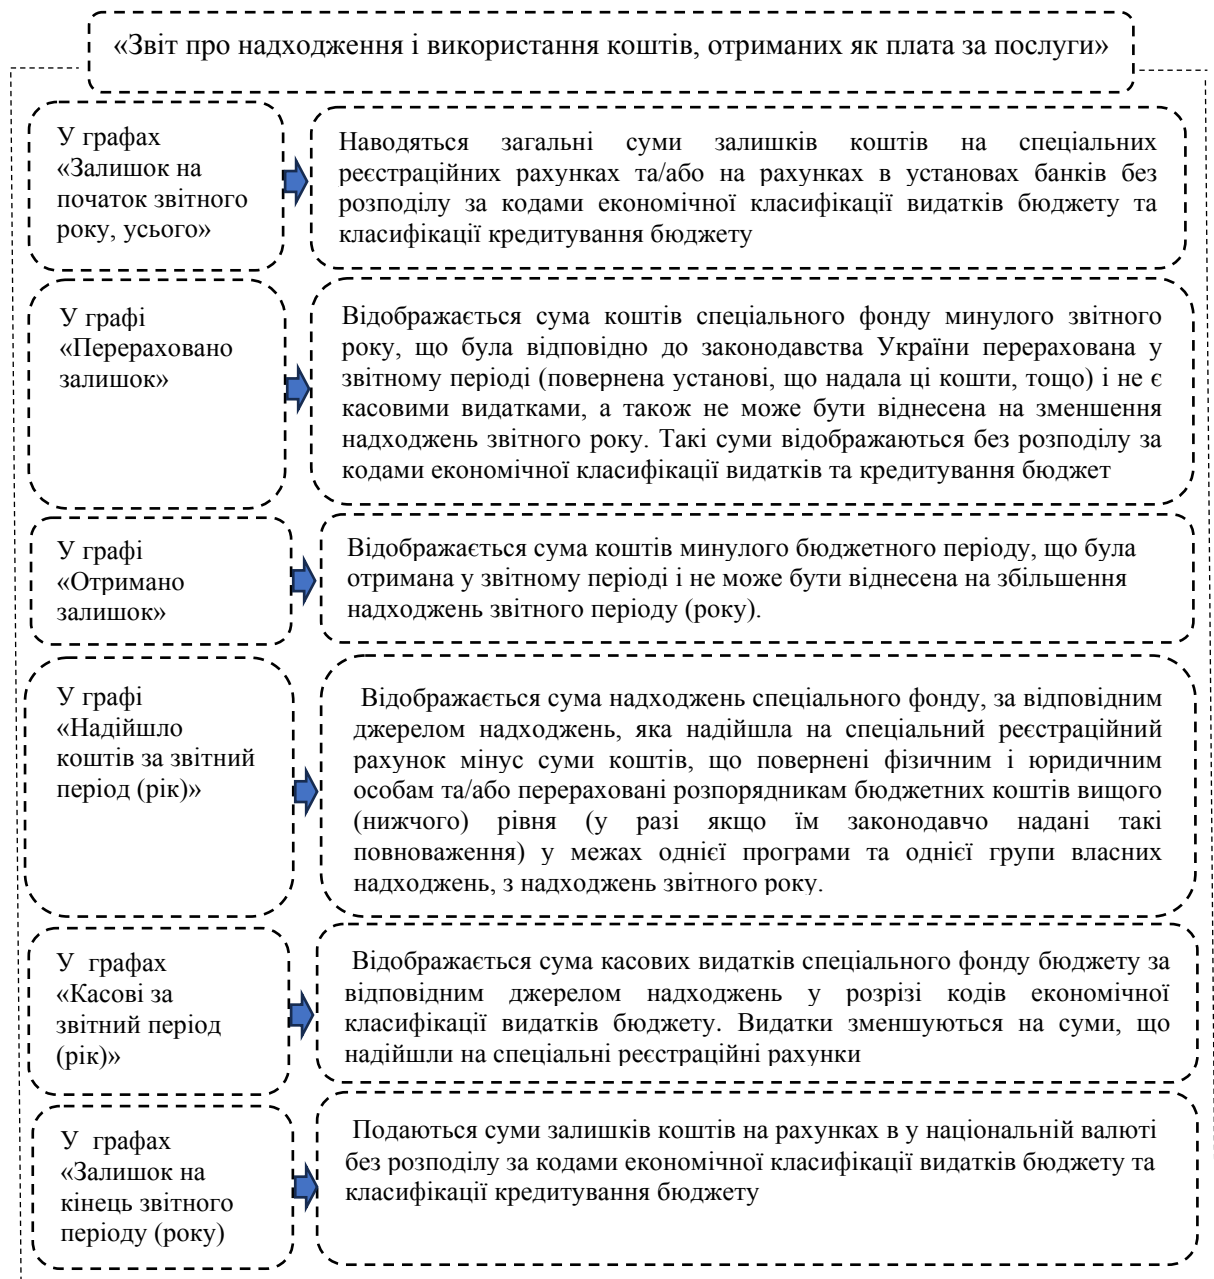 «Звіт про надходження і використання коштів, отриманих як плата за послуги»
У графах
«Залишок на
початок звітного
року, усього»
Наводяться загальні суми залишків коштів на спеціальних
реєстраційних рахунках та/або на рахунках в установах банків без
розподілу за кодами економічної класифікації видатків бюджету та
класифікації кредитування бюджету
У графі
«Перераховано
залишок»
Відображається сума коштів спеціального фонду минулого звітного
року, що була відповідно до законодавства України перерахована у
звітному періоді (повернена установі, що надала ці кошти, тощо) і не є
касовими видатками, а також не може бути віднесена на зменшення
надходжень звітного року. Такі суми відображаються без розподілу за
кодами економічної класифікації видатків та кредитування бюджет
У графі
«Отримано
залишок»
Відображається сума коштів минулого бюджетного періоду, що була
отримана у звітному періоді і не може бути віднесена на збільшення
надходжень звітного періоду (року).
У графі
«Надійшло
коштів за звітний
період (рік)»
Відображається сума надходжень спеціального фонду, за відповідним
джерелом надходжень, яка надійшла на спеціальний реєстраційний
рахунок мінус суми коштів, що повернені фізичним і юридичним
особам та/або перераховані розпорядникам бюджетних коштів вищого
(нижчого) рівня (у разі якщо їм законодавчо надані такі
повноваження) у межах однієї програми та однієї групи власних
надходжень, з надходжень звітного року.
У графах
«Касові за
звітний період
(рік)»
Відображається сума касових видатків спеціального фонду бюджету за
відповідним джерелом надходжень у розрізі кодів економічної
класифікації видатків бюджету. Видатки зменшуються на суми, що
надійшли на спеціальні реєстраційні рахунки
У графах
«Залишок на
кінець звітного
періоду (року)
Подаються суми залишків коштів на рахунках в у національній валюті
без розподілу за кодами економічної класифікації видатків бюджету та
класифікації кредитування бюджету